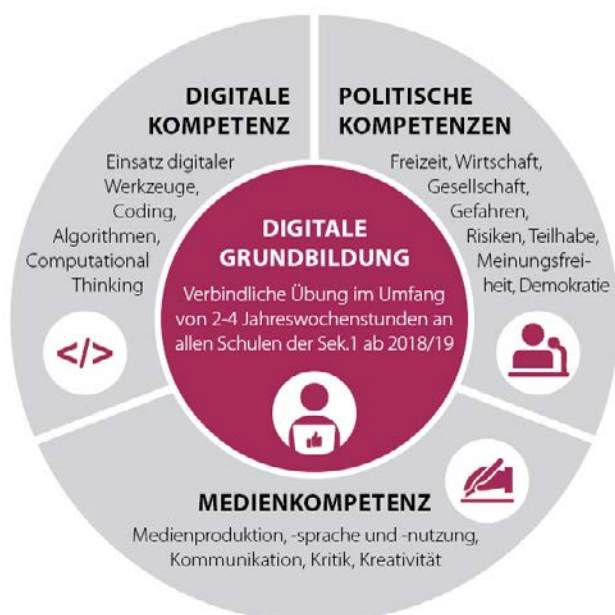 DIGITALE
KOMPETENZ
Einsatz digitaler
Werkzeuge,
Coding,
Algorithmen,
Computational
Thinking
</>
POLITISCHE
KOMPETENZEN
Freizeit, Wirtschaft,
Gesellschaft,
Gefahren,
Risiken, Teilhabe,
Meinungsfrei-
heit, Demokratie
DIGITALE
GRUNDBILDUNG
Verbindliche Übung im Umfang
von 2-4 Jahreswochenstunden an
allen Schulen der Sek.1 ab 2018/19
MEDIENKOMPETENZ
Medienproduktion, -sprache und -nutzung,
Kommunikation, Kritik, Kreativität